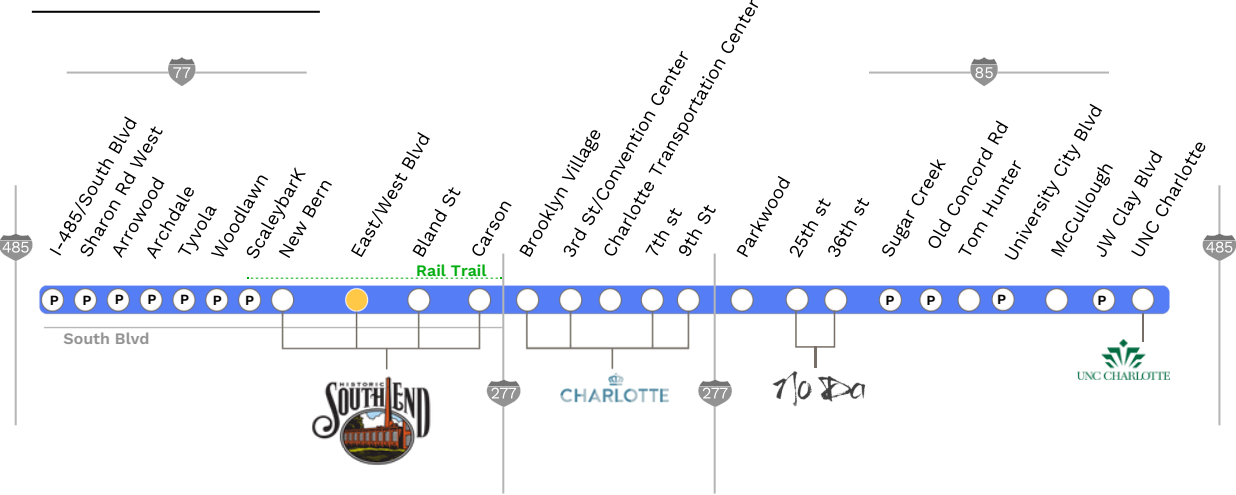 77
85
I-485/South Blvd
Sharon Rd West
Arrowood
Archdale
Tyvola
Woodlawn
ScaleybarK
New Bern
East/West Blvd
Bland St
Carson
Brooklyn Village
3rd St/Convention Center
Charlotte Transportation Center
7th st
9th St
Parkwood
25th st
36th st
Sugar Creek
Old Concord Rd
Tom Hunter
University City Blvd
McCullough
JW Clay Blvd
UNC Charlotte
485
485
Rail Trail
P P P P P P P P P P P
South Blvd
HISTORIC
SOUTH END
277
CHARLOTTE
277
No Da
UNC CHARLOTTE